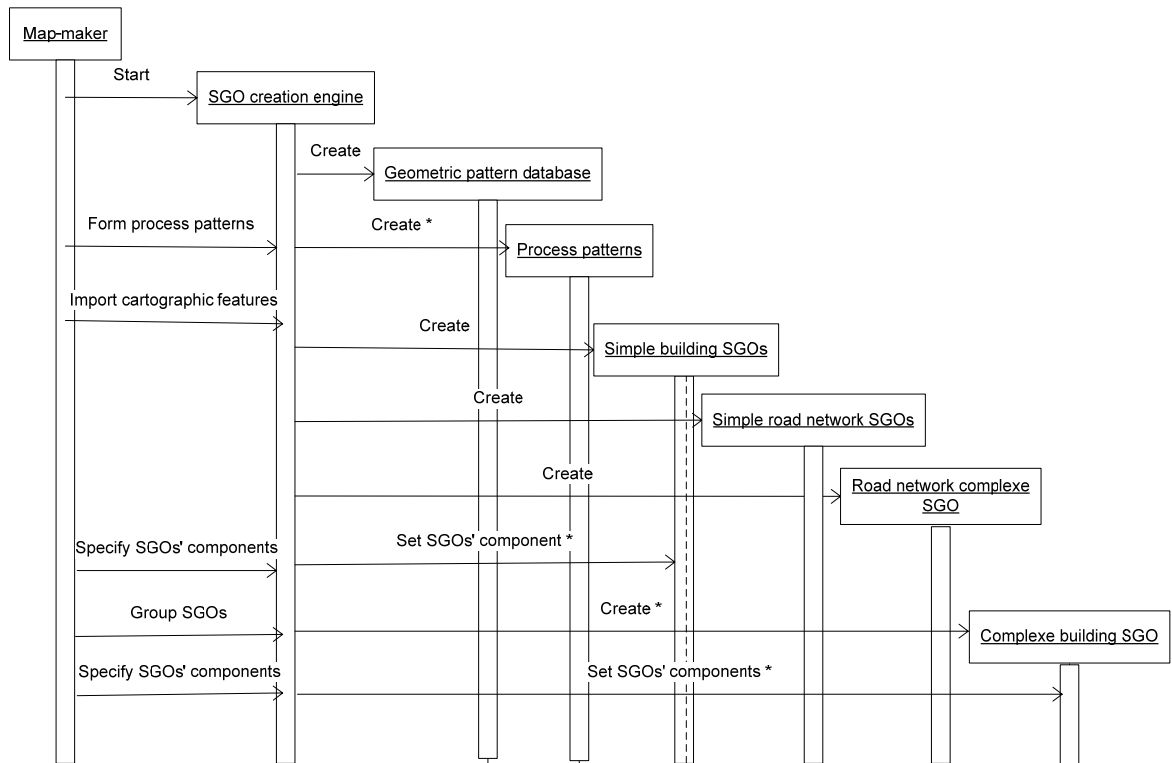 Map-maker
Start
SGO creation engine
Create
Geometric pattern database
Form process patterns
Create *
Process patterns
Import cartographic features
Create
Simple building SGOs
Create
Simple road network SGOs
Create
Road network complexe
SGO
Specify SGOs' components
Set SGOs' component *
Group SGOs
Create *
Complexe building SGO
Specify SGOs' components
Set SGOs' components *